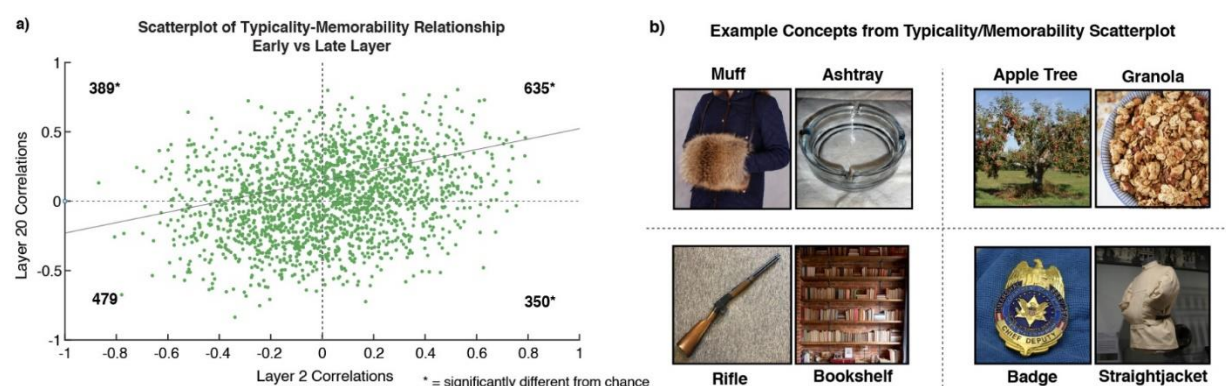 a)
Scatterplot of Typicality-Memorability Relationship
Early vs Late Layer
389*
635*
479
350*
1
0.5
0
-0.5
-1
Layer 20 Correlations
-1 -0.8 -0.6 -0.4 -0.2 0 0.2 0.4 0.6 0.8 1
Layer 2 Correlations
* = significantly different from chance
b)
Example Concepts from Typicality/Memorability Scatterplot
Muff Ashtray
Apple Tree Granola
CHIEF DEPUTY
Rifle Bookshelf
Badge Straightjacket